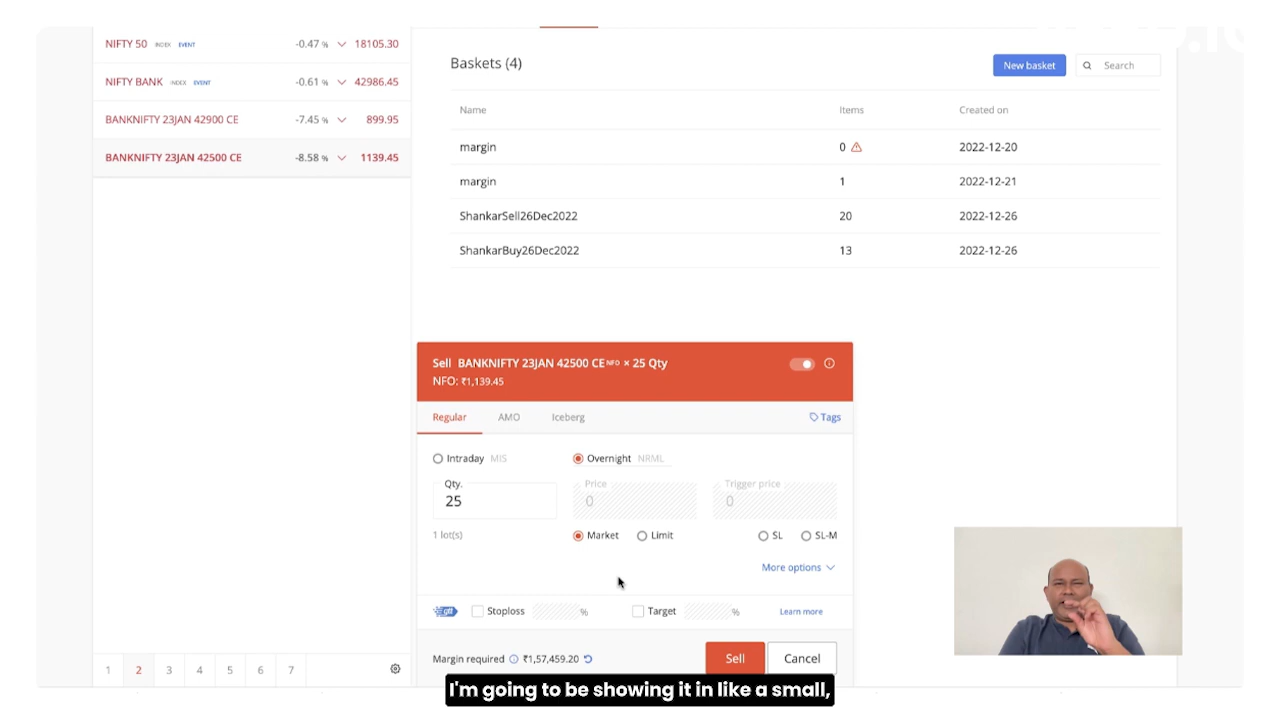 NIFTY 50 INDEX EVENT -0.47 % 18105.30
NIFTY BANK INDEX EVENT -0.61 % 42986.45
BANKNIFTY 23JAN 42900 CE -7.45 % 899.95
BANKNIFTY 23JAN 42500 CE -8.58 % 1139.45
1 2 3 4 5 6 7
Baskets (4)
New basket
Search
Name Items Created on
margin 0 2022-12-20
margin 1 2022-12-21
ShankarSell26Dec2022 20 2022-12-26
ShankarBuy26Dec2022 13 2022-12-26
Sell BANKNIFTY 23JAN 42500 CE NFO × 25 Qty
NFO: ₹1,139.45
Regular AMO Iceberg Tags
Intraday MIS Overnight NRML
Qty. Price Trigger price
25 0 0
1 lot(s) Market Limit SL SL-M
More options
Stoploss % Target % Learn more
Margin required ₹1,57,459.20 Sell Cancel
I'm going to be showing it in like a small,